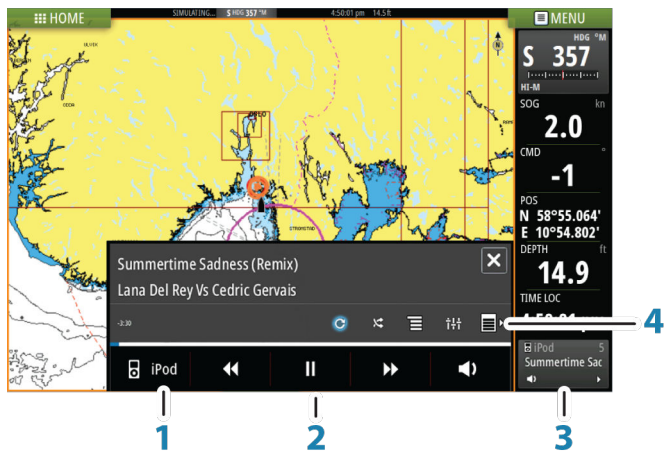 HOME
SIMULATING... S HDG 357 °M
4:50:01 pm 14.5 ft
MENU
HDG °M
S 357
HI-M
SOG kn
2.0
CMD °
-1
POS
N 58°55.064'
E 10°54.802'
DEPTH ft
14.9
TIME LOC
iPod 5
Summertime Sad
N
STROMSTAD
Summertime Sadness (Remix)
Lana Del Rey Vs Cedric Gervais
-3:30
iPod
1
2
3
4